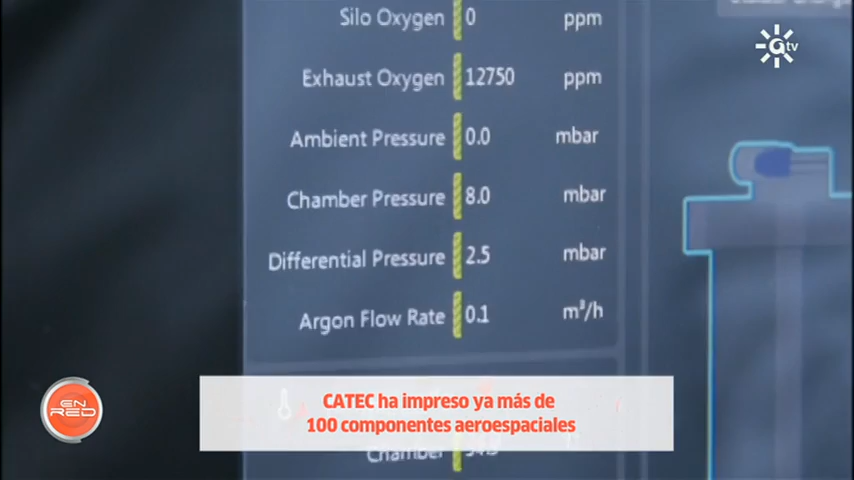 Silo Oxygen 0 ppm
Exhaust Oxygen 12750 ppm
Ambient Pressure 0.0 mbar
Chamber Pressure 8.0 mbar
Differential Pressure 2.5 mbar
Argon Flow Rate 0.1 m³/h
tv
EN
RED
CATEC ha impreso ya más de
100 componentes aeroespaciales
Chamber